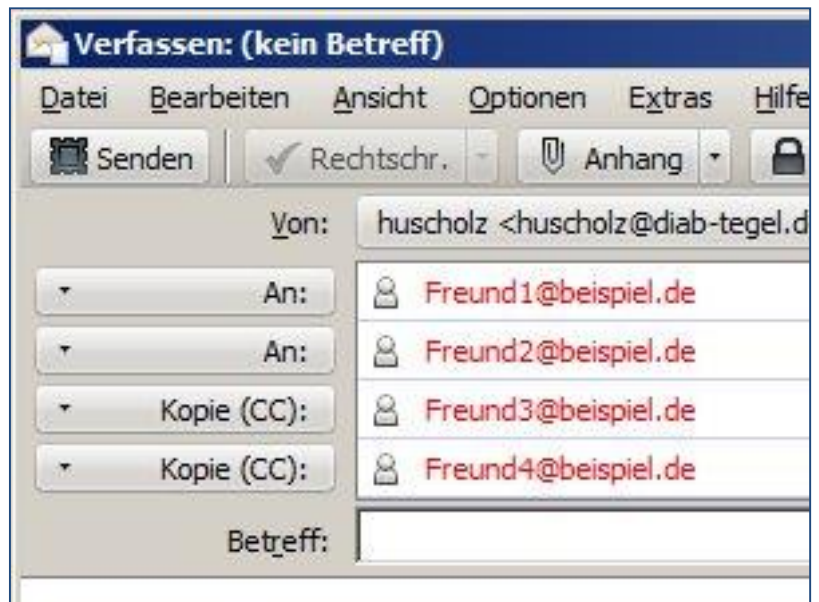 Verfassen: (kein Betreff)
Datei Bearbeiten Ansicht Optionen Extras Hilfe
Senden Rechtschr. Anhang
Von: huscholz <huscholz@diab-tegel.d
An: Freund1@beispiel.de
An: Freund2@beispiel.de
Kopie (CC): Freund3@beispiel.de
Kopie (CC): Freund4@beispiel.de
Betreff: